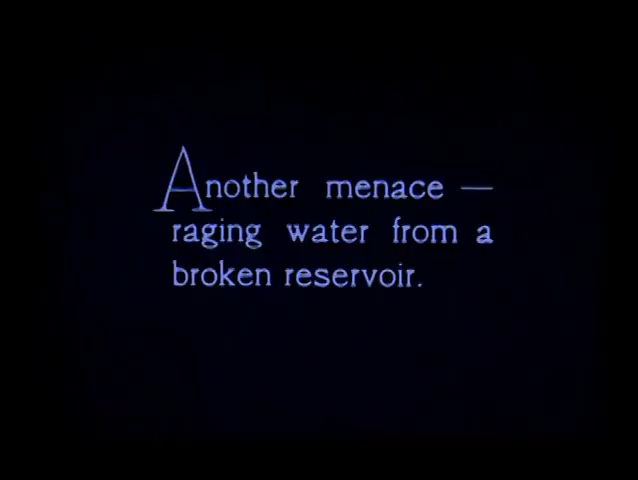 Another menace —
raging water from a
broken reservoir.